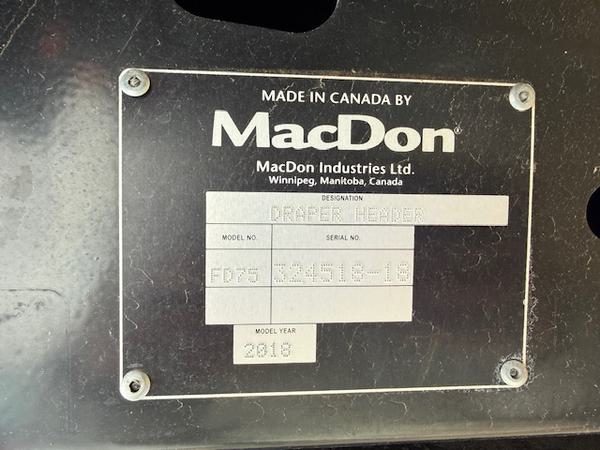 MADE IN CANADA BY
MacDon®
MacDon Industries Ltd.
Winnipeg, Manitoba, Canada
DESIGNATION
DRAPER HEADER
MODEL NO. SERIAL NO.
FD75 324518-18
MODEL YEAR
2018